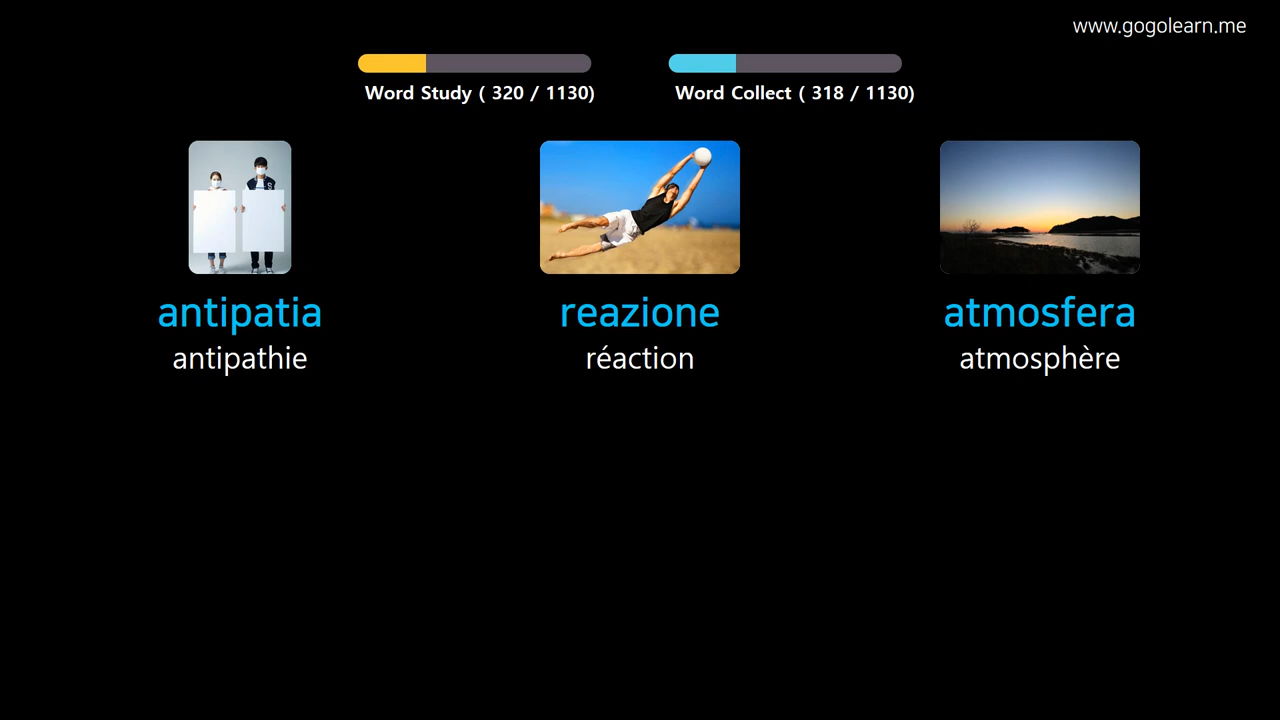 www.gogolearn.me
Word Study ( 320 / 1130)
Word Collect ( 318 / 1130)
antipatia
antipathie
reazione
réaction
atmosfera
atmosphère